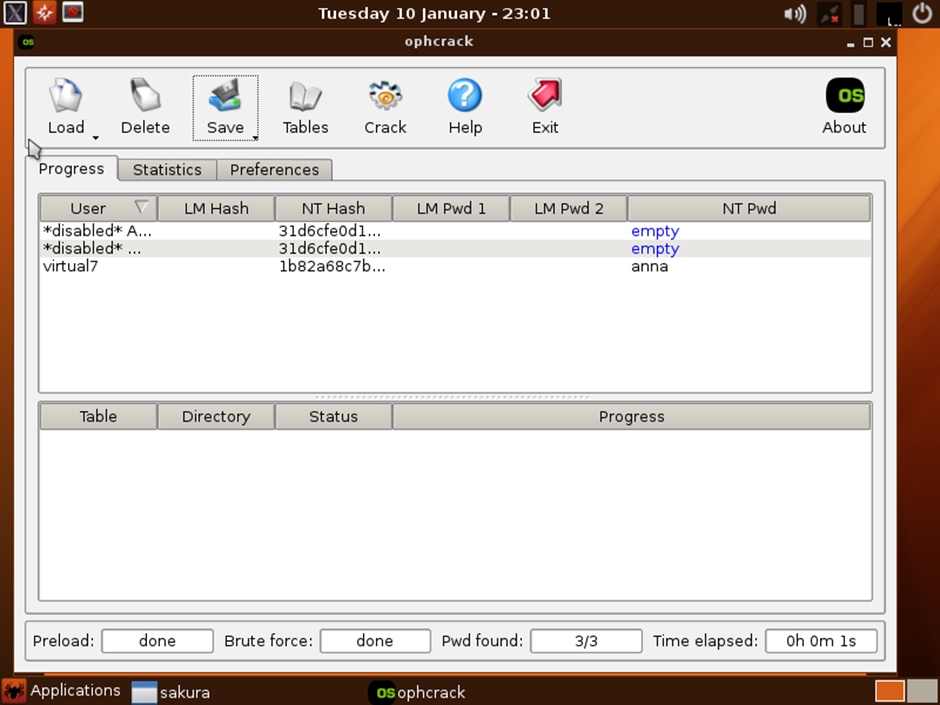 Tuesday 10 January - 23:01
os ophcrack
Load Delete Save Tables Crack Help Exit About
OS
Progress Statistics Preferences
User LM Hash NT Hash LM Pwd 1 LM Pwd 2 NT Pwd
*disabled* A... 31d6cfe0d1... empty
*disabled* ... 31d6cfe0d1... empty
virtual7 1b82a68c7b... anna
Table Directory Status Progress
Preload: done Brute force: done Pwd found: 3/3 Time elapsed: 0h 0m 1s
Applications sakura OS ophcrack